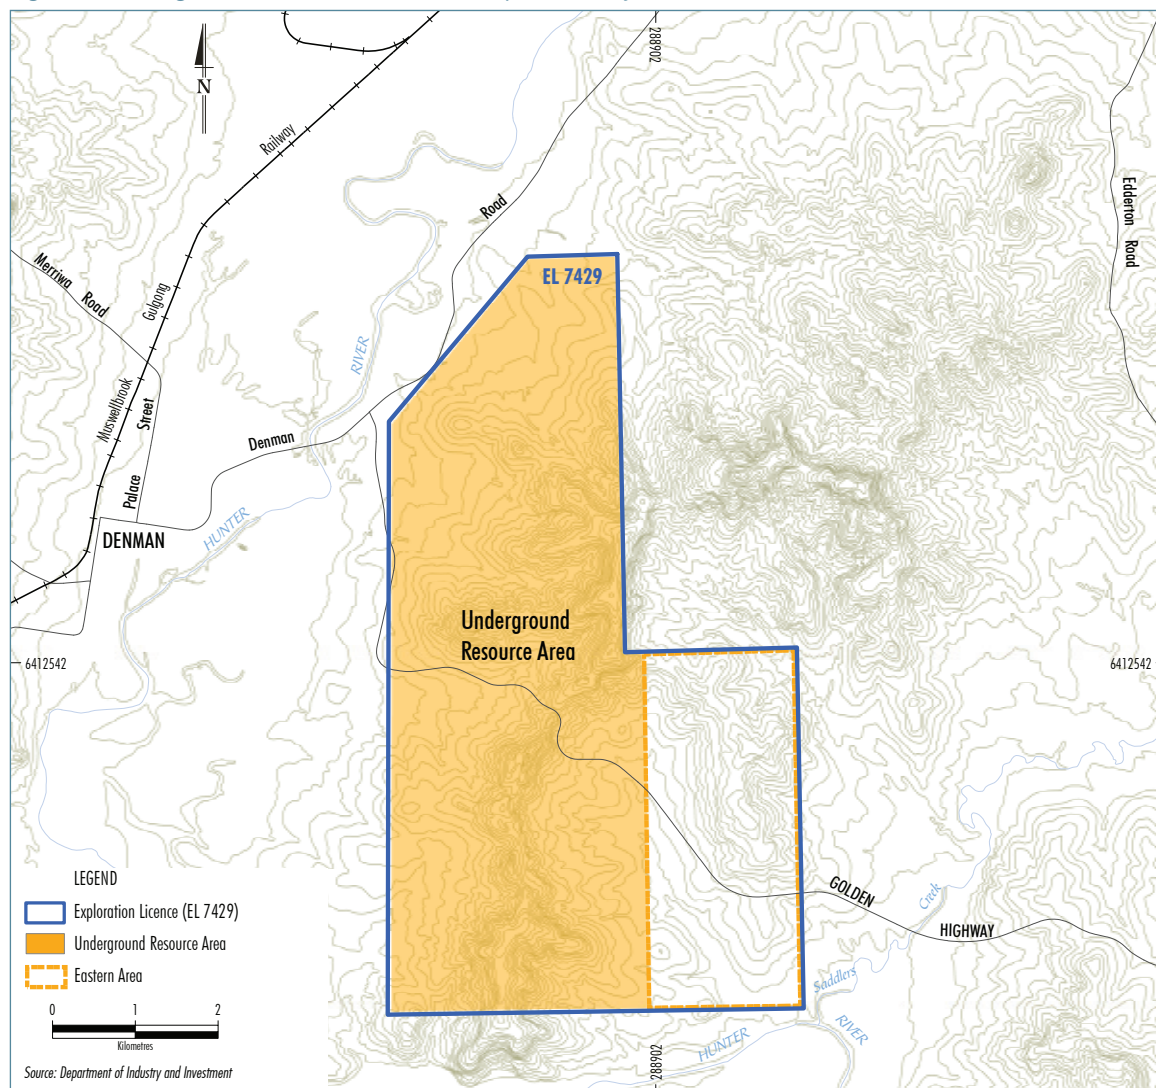 288902
N
Railway
Road
Edderton Road
Merriwa Road
Gulgong
EL 7429
RIVER
Muswellbrook
Palace Street
Denman
HUNTER
DENMAN
Underground
Resource Area
6412542
6412542
LEGEND
Exploration Licence (EL 7429)
Underground Resource Area
Eastern Area
0 1 2
Kilometres
Source: Department of Industry and Investment
GOLDEN
HIGHWAY
Creek
Saddlers
HUNTER
RIVER
288902